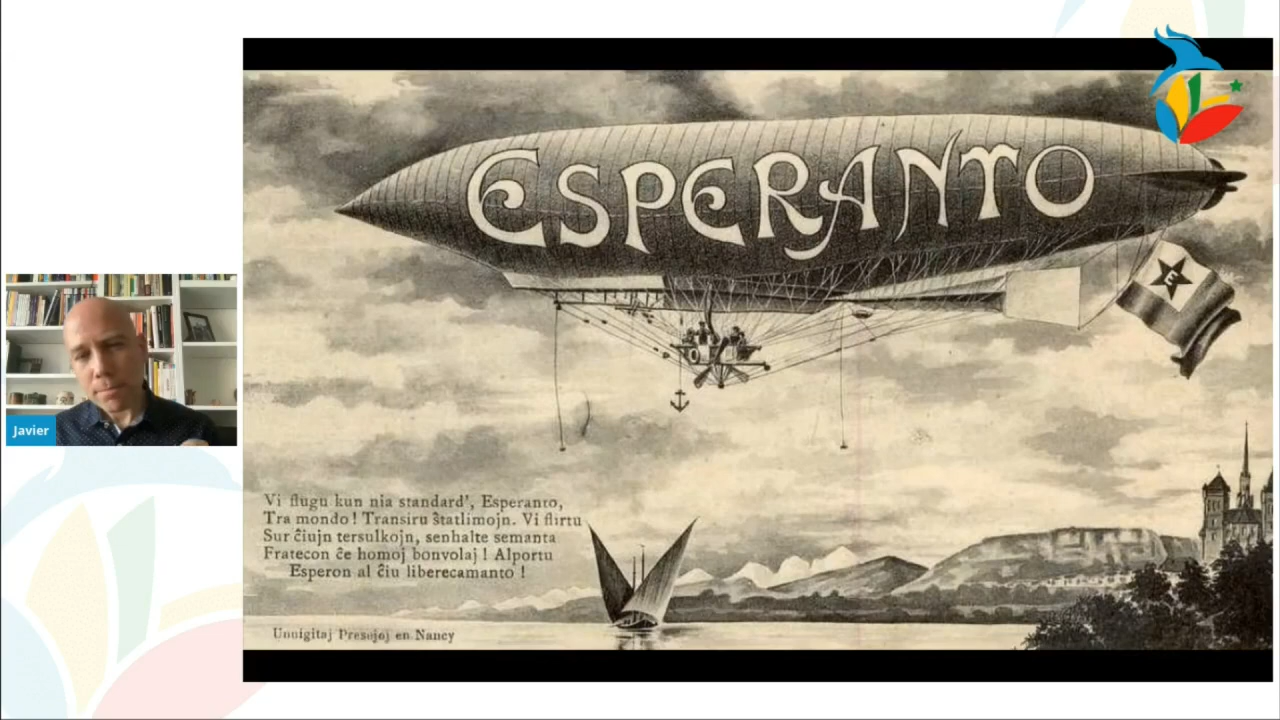 ESPERANTO
E
Javier
Vi flugu kun nia standard', Esperanto,
Tra mondo ! Transiru ŝtatlimojn. Vi flirtu
Sur ĉiujn tersulkojn, senhalte semanta
Fratecon ĉe homoj bonvolaj ! Alportu
Esperon al ĉiu liberecamanto !
Unuigitaj Presejoj en Nancy